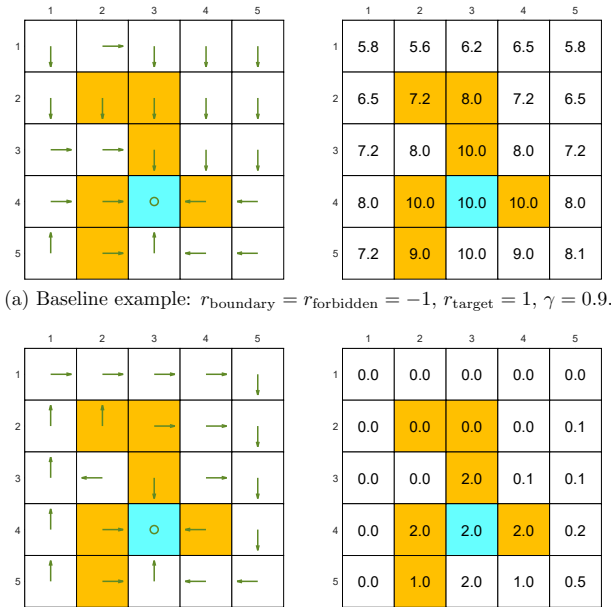 1 2 3 4 5 1 2 3 4 5
1 1 5.8 5.6 6.2 6.5 5.8
2 2 6.5 7.2 8.0 7.2 6.5
3 3 7.2 8.0 10.0 8.0 7.2
4 4 8.0 10.0 10.0 10.0 8.0
5 5 7.2 9.0 10.0 9.0 8.1
(a) Baseline example: r_boundary = r_forbidden = −1, r_target = 1, γ = 0.9.
1 2 3 4 5 1 2 3 4 5
1 1 0.0 0.0 0.0 0.0 0.0
2 2 0.0 0.0 0.0 0.0 0.1
3 3 0.0 0.0 2.0 0.1 0.1
4 4 0.0 2.0 2.0 2.0 0.2
5 5 0.0 1.0 2.0 1.0 0.5